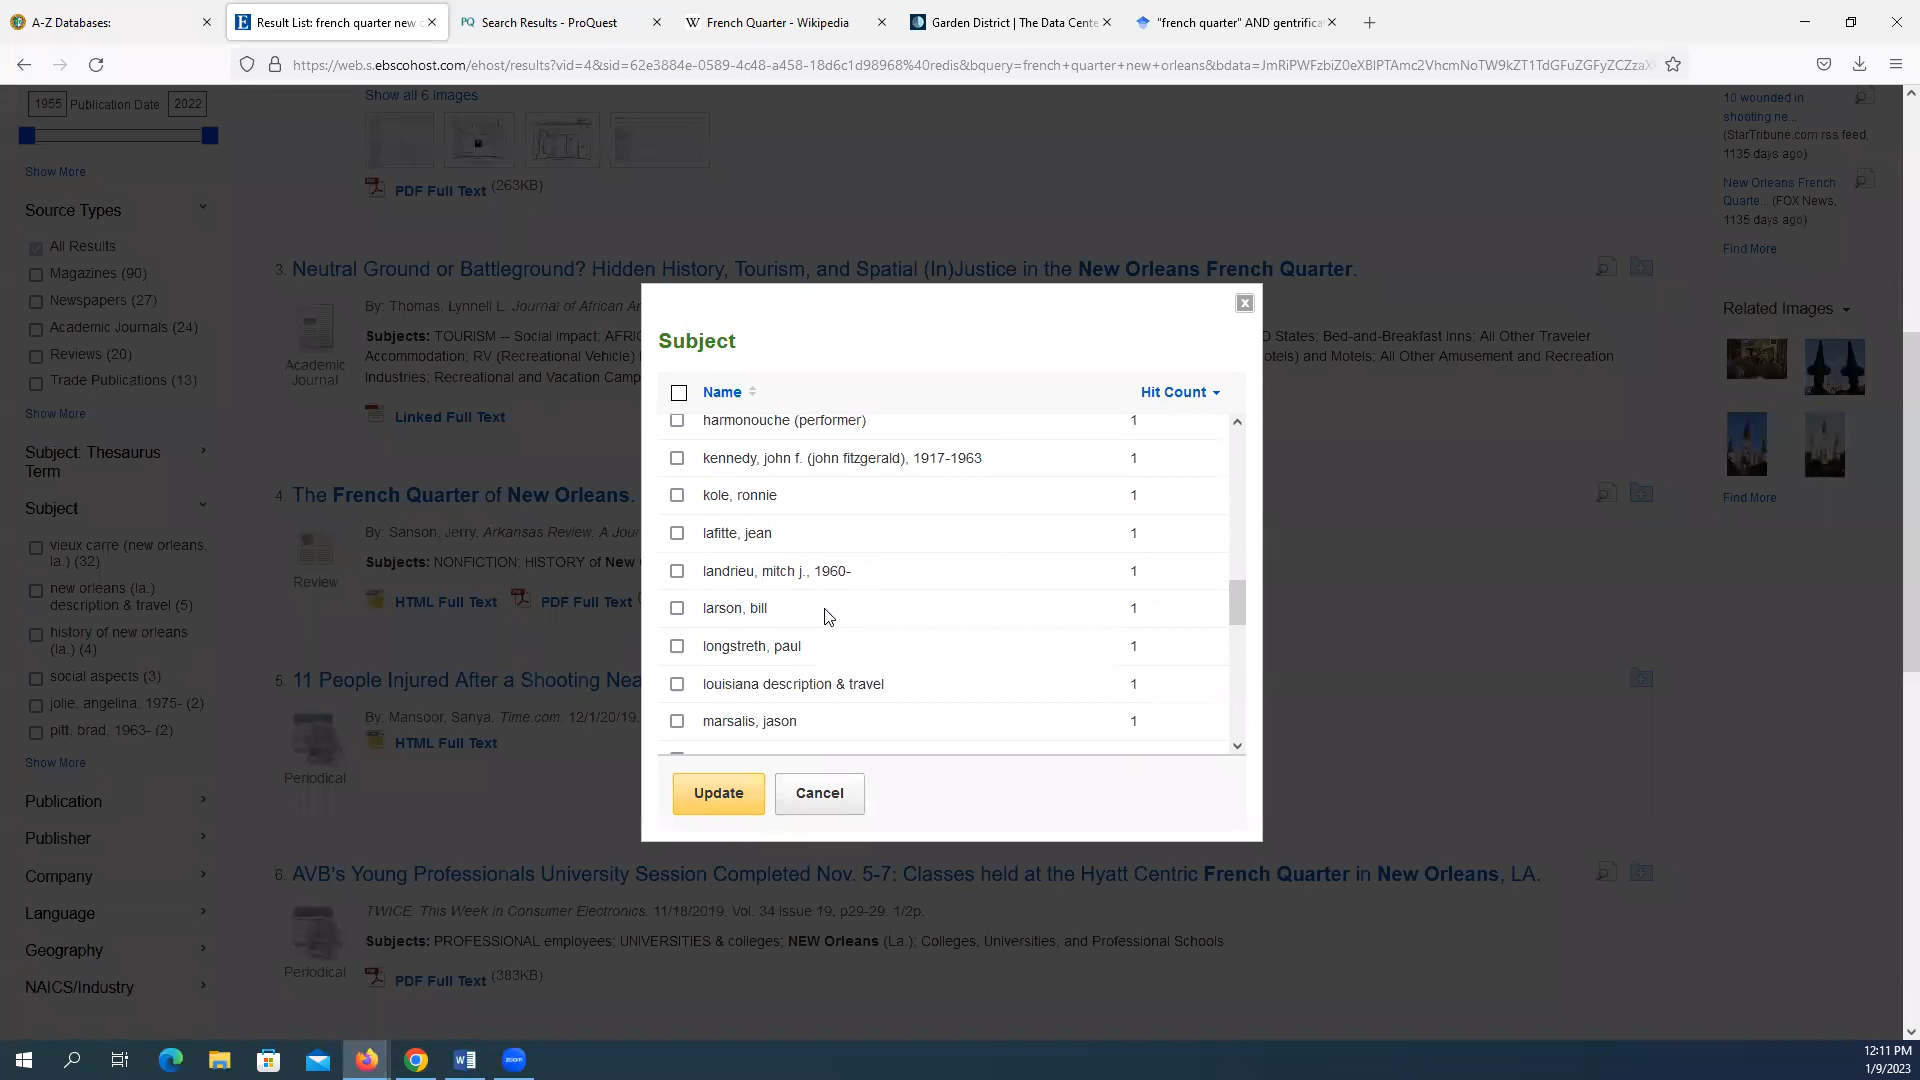 A-Z Databases:
Result List: french quarter new o
PQ Search Results - ProQuest
W French Quarter - Wikipedia
Garden District | The Data Cente
"french quarter" AND gentrifica
https://web.s.ebscohost.com/ehost/results?vid=4&sid=62e3884e-0589-4c48-a458-18d6c1d98968%40redis&bquery=french+quarter+new+orleans&bdata=
1955 Publication Date 2022
Show More
Source Types
All Results
Magazines (90)
Newspapers (27)
Academic Journals (24)
Reviews (20)
Trade Publications (13)
Show More
Subject: Thesaurus
Term
Subject
vieux carre (new orleans,
la.) (32)
new orleans (la.)
description & travel (5)
history of new orleans
(la.) (4)
social aspects (3)
jolie, angelina, 1975- (2)
pitt, brad, 1963- (2)
Show More
Publication
Publisher
Company
Language
Geography
NAICS/Industry
Show all 6 Images
PDF Full Text (263KB)
3. Neutral Ground or Battleground? Hidden History, Tourism, and Spatial (In)Justice in the New Orleans French Quarter.
Academic
Journal
By: Thomas, Lynnell L. Journal of African Am
Subjects: TOURISM -- Social impact; AFRIC
D States; Bed-and-Breakfast Inns; All Other Traveler
Accommodation; RV (Recreational Vehicle)
otels) and Motels; All Other Amusement and Recreation
Industries; Recreational and Vacation Camp
Linked Full Text
4. The French Quarter of New Orleans.
Review
By: Sanson, Jerry. Arkansas Review: A Jour
Subjects: NONFICTION; HISTORY of New
HTML Full Text PDF Full Text
5. 11 People Injured After a Shooting Nea
Periodical
By: Mansoor, Sanya. Time.com. 12/1/20/19,
HTML Full Text
6. AVB's Young Professionals University Session Completed Nov. 5-7: Classes held at the Hyatt Centric French Quarter in New Orleans, LA.
Periodical
TWICE: This Week in Consumer Electronics. 11/18/2019. Vol. 34 Issue 19, p29-29. 1/2p.
Subjects: PROFESSIONAL employees; UNIVERSITIES & colleges; NEW Orleans (La.); Colleges, Universities, and Professional Schools
PDF Full Text (383KB)
Subject
Name
Hit Count
harmonouche (performer) 1
kennedy, john f. (john fitzgerald), 1917-1963 1
kole, ronnie 1
lafitte, jean 1
landrieu, mitch j., 1960- 1
larson, bill 1
longstreth, paul 1
louisiana description & travel 1
marsalis, jason 1
Update
Cancel
10 wounded in
shooting ne...
(StarTribune.com rss feed,
1135 days ago)
New Orleans French
Quarte... (FOX News,
1135 days ago)
Find More
Related Images
Find More
zoom
12:11 PM
1/9/2023